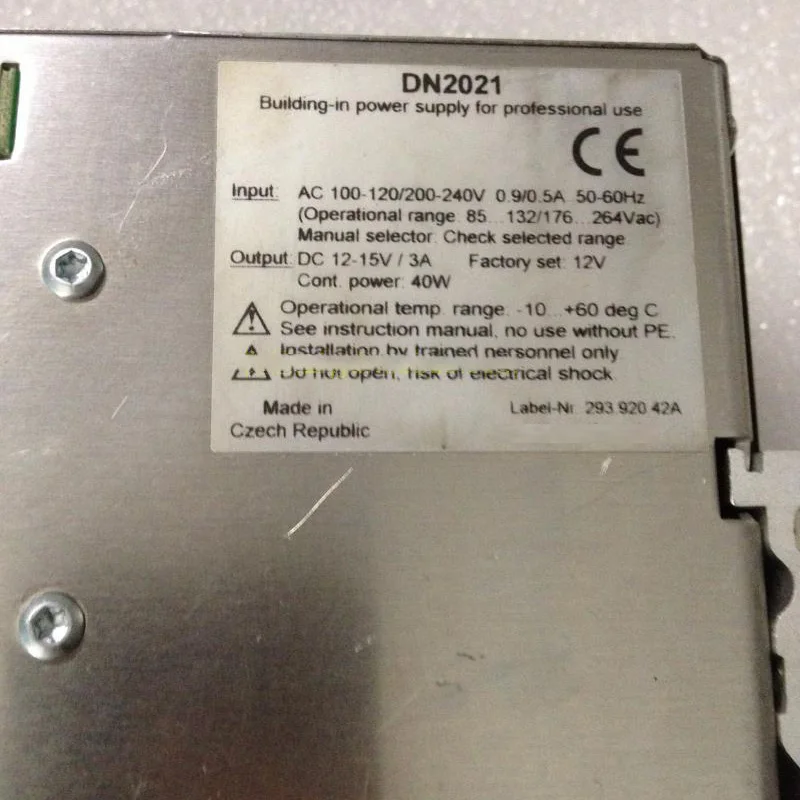 DN2021
Building-in power supply for professional use
CE
Input: AC 100-120/200-240V 0.9/0.5A 50-60Hz
(Operational range: 85...132/176...264Vac)
Manual selector: Check selected range
Output: DC 12-15V / 3A Factory set: 12V
Cont. power: 40W
Operational temp. range: -10...+60 deg C
See instruction manual, no use without PE.
Installation by trained personnel only
Do not open, risk of electrical shock
Made in
Czech Republic
Label-Nr. 293 920 42A